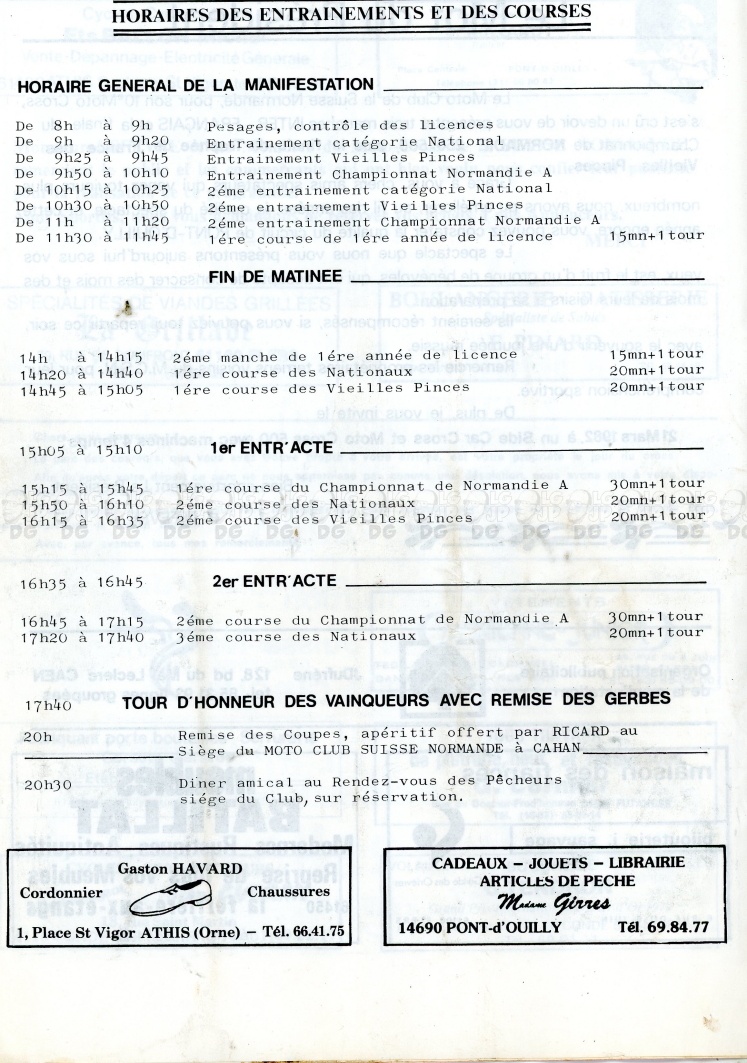 HORAIRES DES ENTRAINEMENTS ET DES COURSES
HORAIRE GENERAL DE LA MANIFESTATION
De 8h à 9h Pesages, contrôle des licences
De 9h à 9h20 Entrainement catégorie National
De 9h25 à 9h45 Entrainement Vieilles Pinces
De 9h50 à 10h10 Entrainement Championnat Normandie A
De 10h15 à 10h25 2éme entrainement catégorie National
De 10h30 à 10h50 2éme entrainement Vieilles Pinces
De 11h à 11h20 2éme entrainement Championnat Normandie A
De 11h30 à 11h45 1ére course de 1ére année de licence 15mn+1tour
FIN DE MATINEE
14h à 14h15 2éme manche de 1ére année de licence 15mn+1tour
14h20 à 14h40 1ére course des Nationaux 20mn+1tour
14h45 à 15h05 1ére course des Vieilles Pinces 20mn+1tour
15h05 à 15h10 1er ENTR'ACTE
15h15 à 15h45 1ére course du Championnat de Normandie A 30mn+1tour
15h50 à 16h10 2éme course des Nationaux 20mn+1tour
16h15 à 16h35 2éme course des Vieilles Pinces 20mn+1tour
16h35 à 16h45 2er ENTR'ACTE
16h45 à 17h15 2éme course du Championnat de Normandie A 30mn+1tour
17h20 à 17h40 3éme course des Nationaux 20mn+1tour
17h40 TOUR D'HONNEUR DES VAINQUEURS AVEC REMISE DES GERBES
20h Remise des Coupes, apéritif offert par RICARD au
Siège du MOTO CLUB SUISSE NORMANDE à CAHAN
20h30 Diner amical au Rendez-vous des Pêcheurs
siége du Club, sur réservation.
Gaston HAVARD
Cordonnier Chaussures
1, Place St Vigor ATHIS (Orne) – Tél. 66.41.75
CADEAUX – JOUETS – LIBRAIRIE
ARTICLES DE PECHE
Madame Girres
14690 PONT-d'OUILLY Tél. 69.84.77